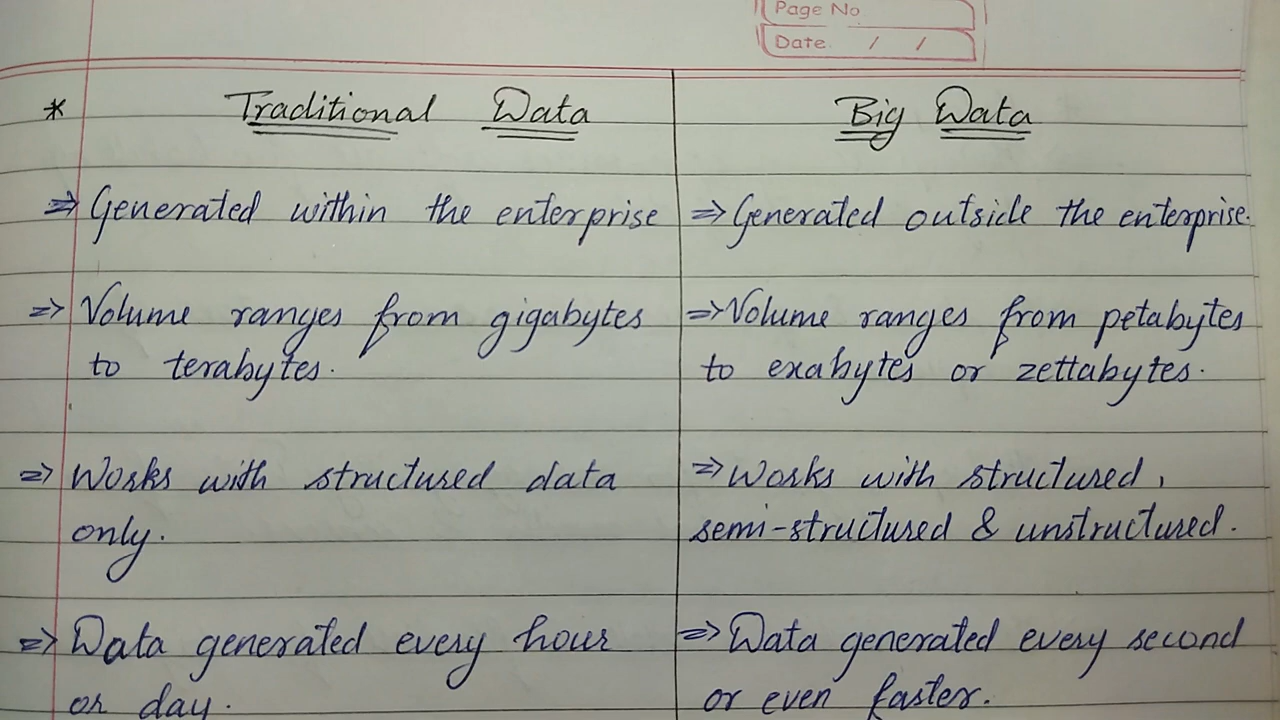 Page No
Date / /
* Traditional Data
⇒ Generated within the enterprise
⇒ Volume ranges from gigabytes
to terabytes.
⇒ Works with structured data
only.
⇒ Data generated every hour
or day.
Big Data
⇒ Generated outside the enterprise.
⇒ Volume ranges from petabytes
to exabytes or zettabytes.
⇒ Works with structured,
semi-structured & unstructured.
⇒ Data generated every second
or even faster.